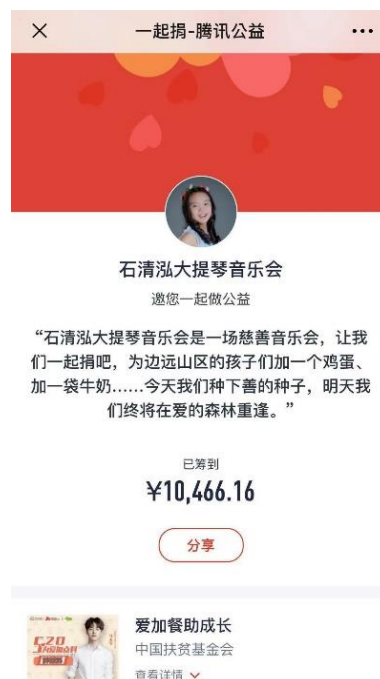 一起捐-腾讯公益
石清泓大提琴音乐会
邀您一起做公益
“石清泓大提琴音乐会是一场慈善音乐会，让我
们一起捐吧，为边远山区的孩子们加一个鸡蛋、
加一袋牛奶......今天我们种下善的种子，明天我
们终将在爱的森林重逢。”
已筹到
¥10,466.16
分享
爱加餐助成长
中国扶贫基金会
查看详情